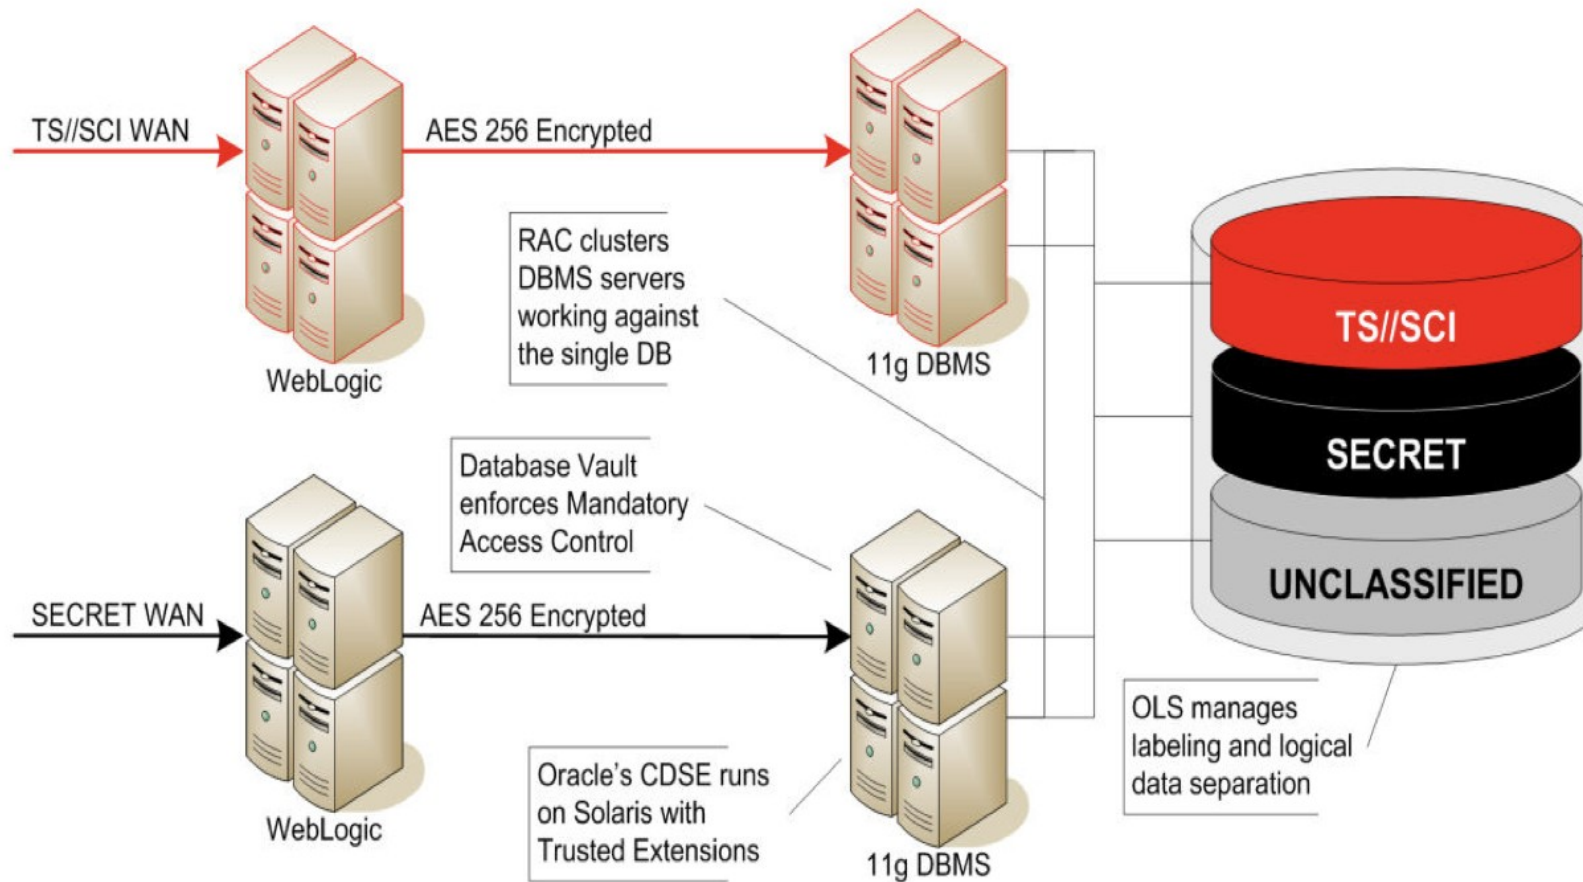 TS//SCI WAN
AES 256 Encrypted
RAC clusters
DBMS servers
working against
the single DB
WebLogic
11g DBMS
TS//SCI
SECRET
UNCLASSIFIED
Database Vault
enforces Mandatory
Access Control
SECRET WAN
AES 256 Encrypted
OLS manages
labeling and logical
data separation
Oracle's CDSE runs
on Solaris with
Trusted Extensions
WebLogic
11g DBMS